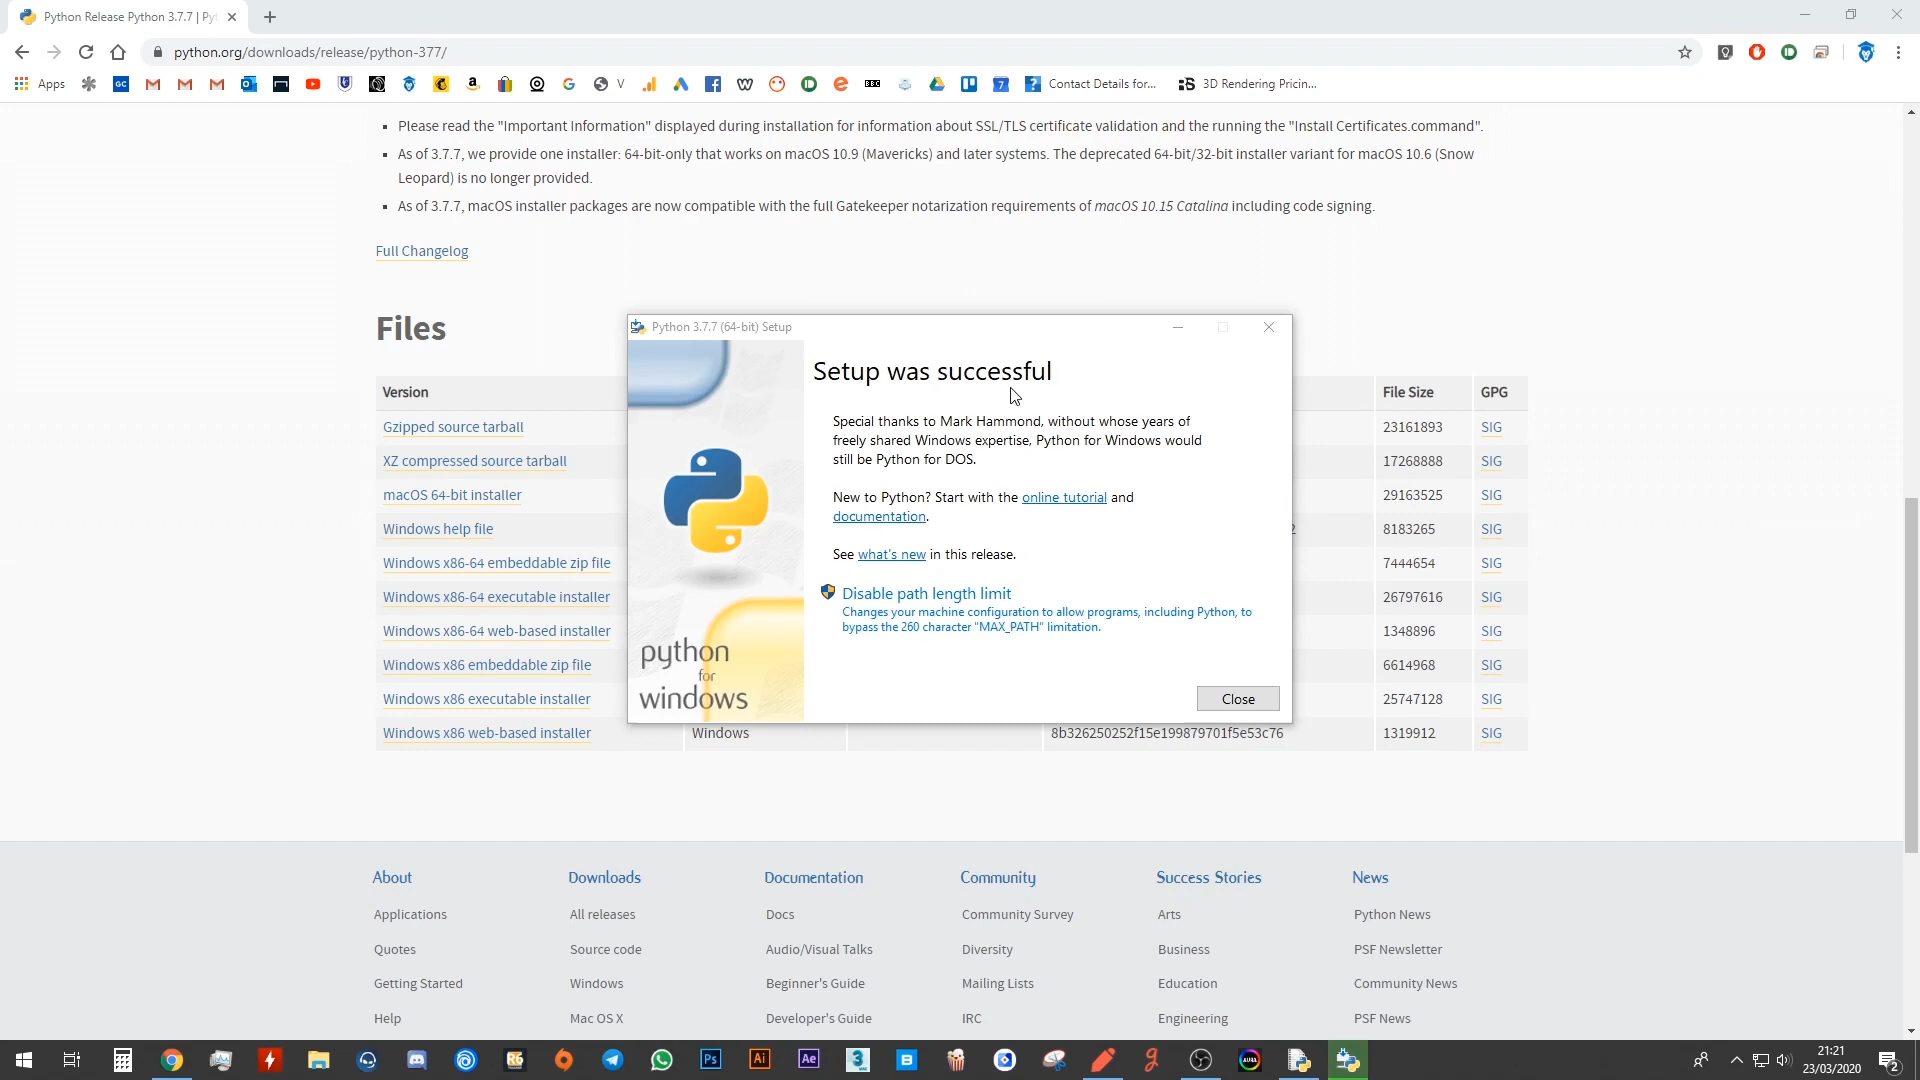 Python Release Python 3.7.7 | Py
python.org/downloads/release/python-377/
Apps
GC
V
BBC
7
Contact Details for...
3D Rendering Pricin...
Please read the "Important Information" displayed during installation for information about SSL/TLS certificate validation and the running the "Install Certificates.command".
As of 3.7.7, we provide one installer: 64-bit-only that works on macOS 10.9 (Mavericks) and later systems. The deprecated 64-bit/32-bit installer variant for macOS 10.6 (Snow
Leopard) is no longer provided.
As of 3.7.7, macOS installer packages are now compatible with the full Gatekeeper notarization requirements of macOS 10.15 Catalina including code signing.
Full Changelog
Files
Version
File Size
GPG
Gzipped source tarball
23161893
SIG
XZ compressed source tarball
17268888
SIG
macOS 64-bit installer
29163525
SIG
Windows help file
2
8183265
SIG
Windows x86-64 embeddable zip file
7444654
SIG
Windows x86-64 executable installer
26797616
SIG
Windows x86-64 web-based installer
1348896
SIG
Windows x86 embeddable zip file
6614968
SIG
Windows x86 executable installer
25747128
SIG
Windows x86 web-based installer
Windows
8b326250252f15e199879701f5e53c76
1319912
SIG
Python 3.7.7 (64-bit) Setup
Setup was successful
Special thanks to Mark Hammond, without whose years of
freely shared Windows expertise, Python for Windows would
still be Python for DOS.
New to Python? Start with the online tutorial and
documentation.
See what's new in this release.
Disable path length limit
Changes your machine configuration to allow programs, including Python, to
bypass the 260 character "MAX_PATH" limitation.
python
for
windows
Close
About
Downloads
Documentation
Community
Success Stories
News
Applications
All releases
Docs
Community Survey
Arts
Python News
Quotes
Source code
Audio/Visual Talks
Diversity
Business
PSF Newsletter
Getting Started
Windows
Beginner's Guide
Mailing Lists
Education
Community News
Help
Mac OS X
Developer's Guide
IRC
Engineering
PSF News
R6
Ps
Ai
Ae
3
B
AURA
21:21
23/03/2020
2